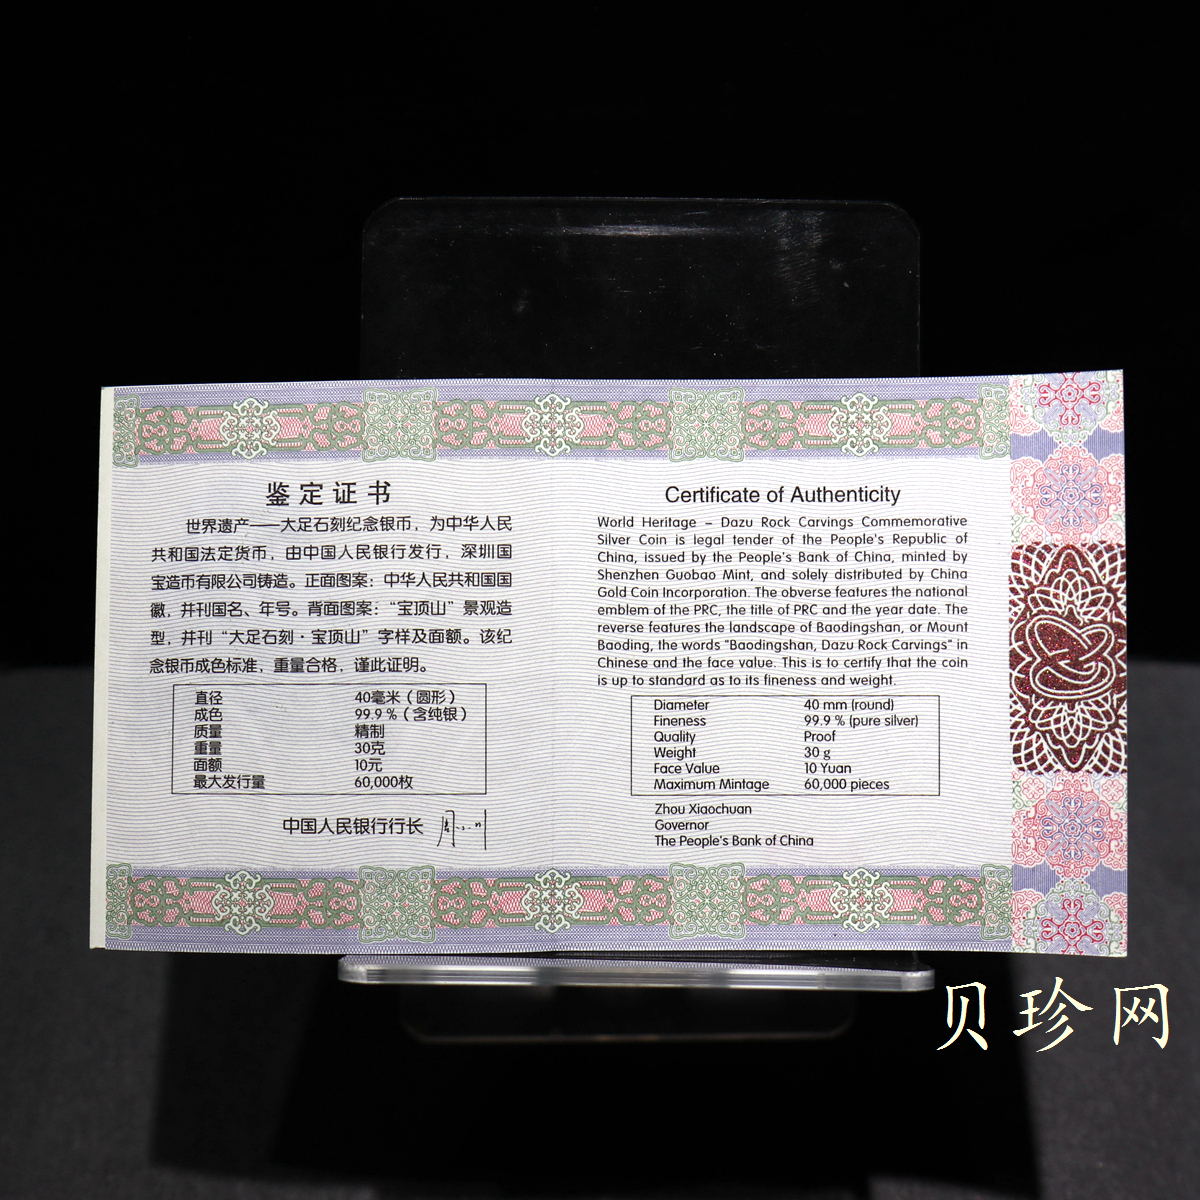 鉴定证书
世界遗产——大足石刻纪念银币，为中华人民
共和国法定货币，由中国人民银行发行，深圳国
宝造币有限公司铸造。正面图案：中华人民共和国国
徽，并刊国名、年号。背面图案：“宝顶山”景观造
型，并刊“大足石刻·宝顶山”字样及面额。该纪
念银币成色标准，重量合格，谨此证明。
直径 40毫米（圆形）
成色 99.9％（含纯银）
质量 精制
重量 30克
面额 10元
最大发行量 60,000枚
中国人民银行行长
Certificate of Authenticity
World Heritage – Dazu Rock Carvings Commemorative
Silver Coin is legal tender of the People's Republic of
China, issued by the People's Bank of China, minted by
Shenzhen Guobao Mint, and solely distributed by China
Gold Coin Incorporation. The obverse features the national
emblem of the PRC, the title of PRC and the year date. The
reverse features the landscape of Baodingshan, or Mount
Baoding, the words "Baodingshan, Dazu Rock Carvings" in
Chinese and the face value. This is to certify that the coin
is up to standard as to its fineness and weight.
Diameter 40 mm (round)
Fineness 99.9 % (pure silver)
Quality Proof
Weight 30 g
Face Value 10 Yuan
Maximum Mintage 60,000 pieces
Zhou Xiaochuan
Governor
The People's Bank of China
贝珍网